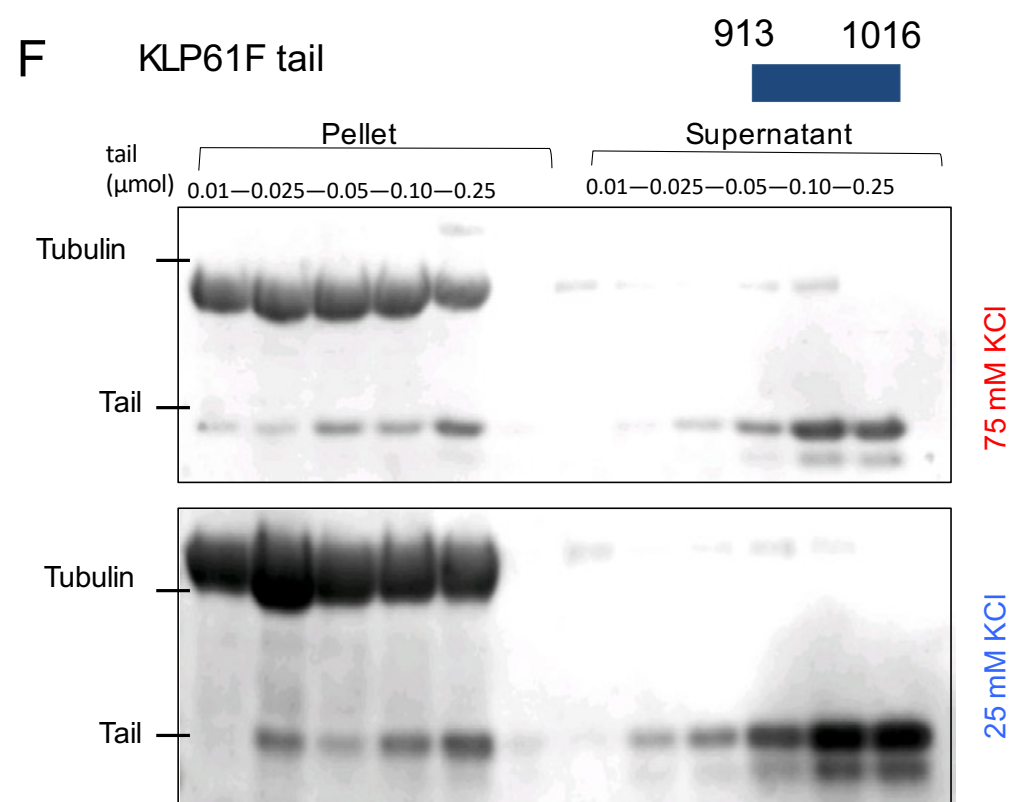 F
KLP61F tail
913 1016
Pellet
Supernatant
tail
(μmol)
0.01—0.025—0.05—0.10—0.25
0.01—0.025—0.05—0.10—0.25
Tubulin
Tail
75 mM KCl
Tubulin
Tail
25 mM KCl